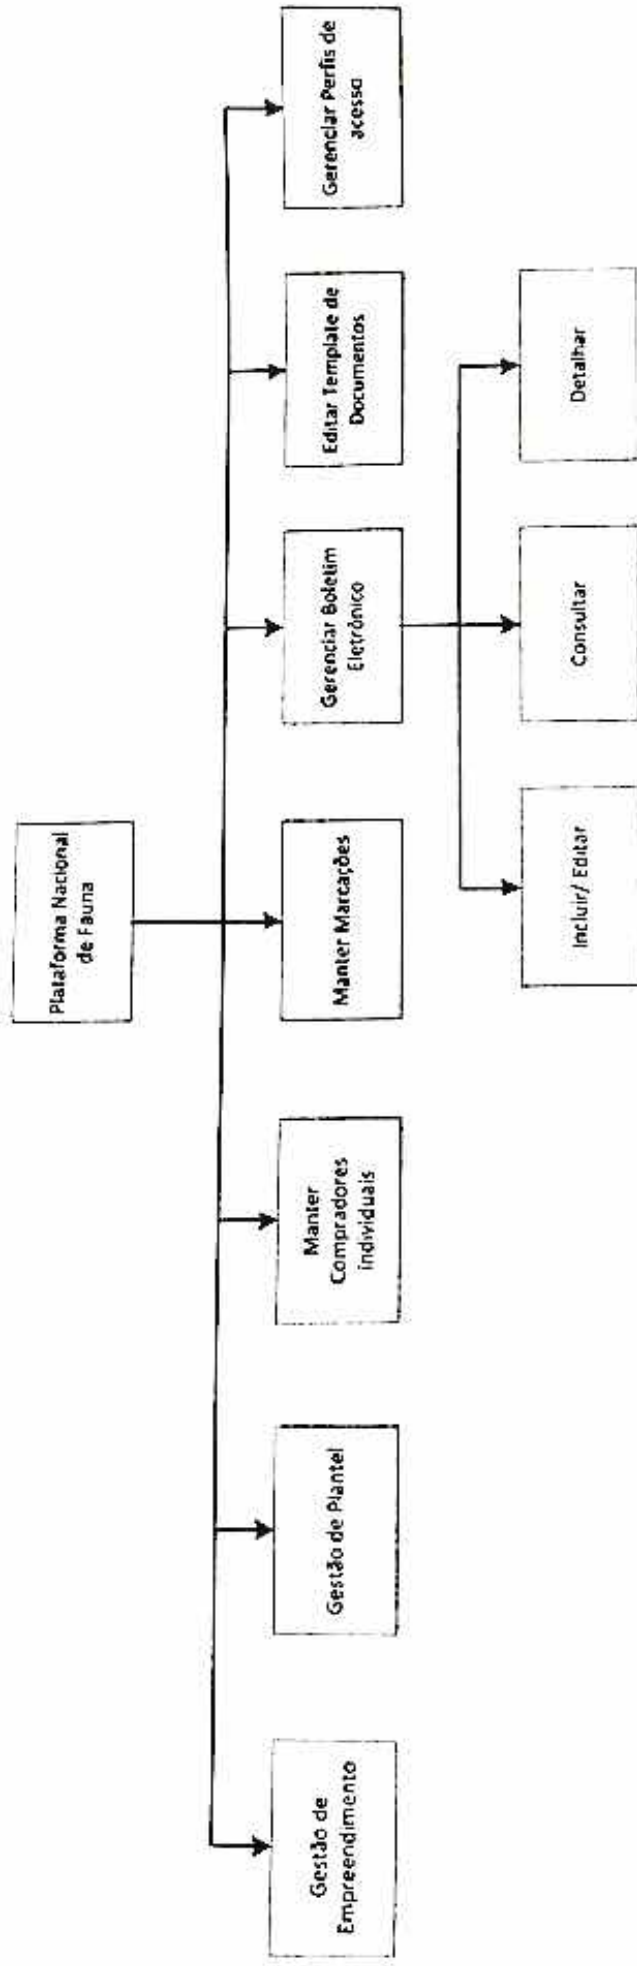 Plataforma Nacional
de Fauna
Gestão de
Empreendimento
Gestão de Plantel
Manter
Compradores
individuais
Manter Marcações
Gerenciar Boletim
Eletrônico
Editar Template de
Documentos
Gerenciar Perfis de
acesso
Incluir/ Editar
Consultar
Detalhar